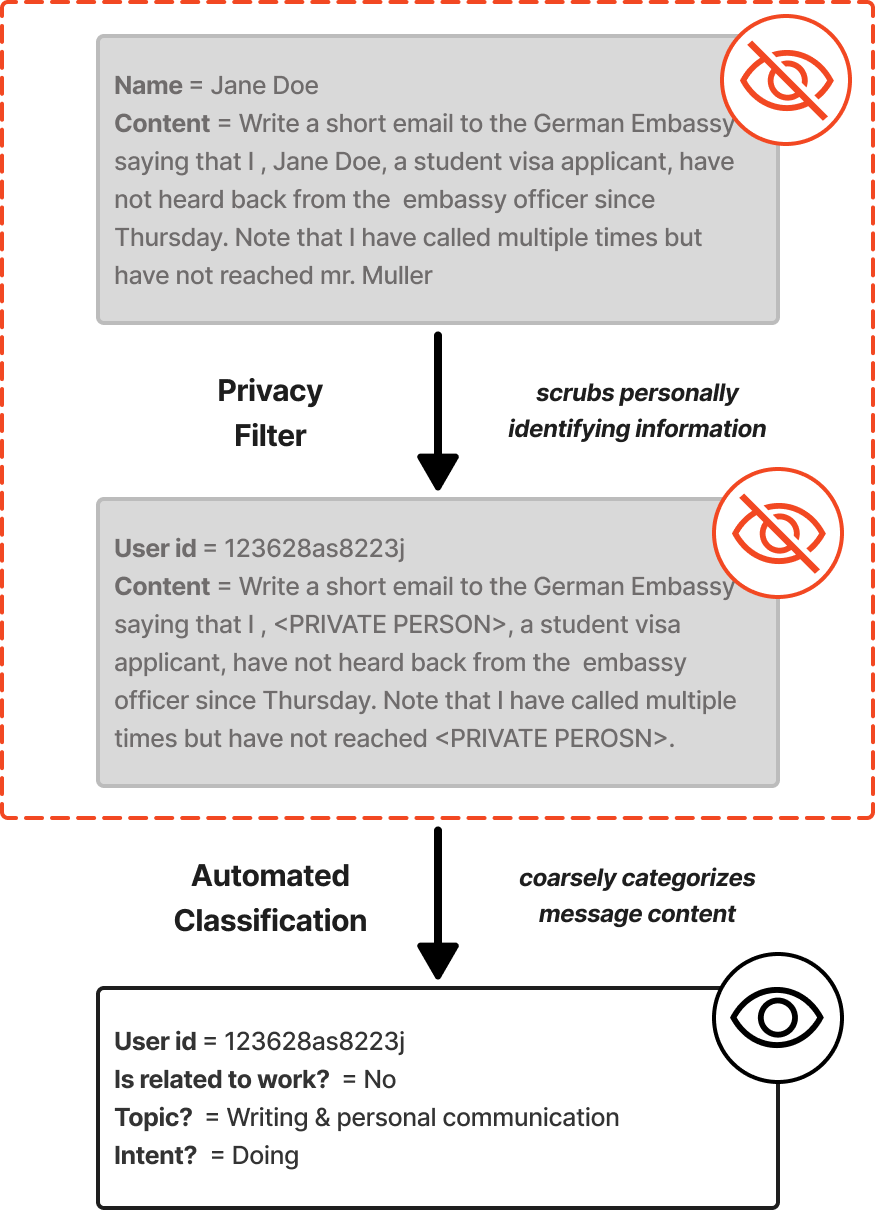 Name = Jane Doe
Content = Write a short email to the German Embassy
saying that I , Jane Doe, a student visa applicant, have
not heard back from the  embassy officer since
Thursday. Note that I have called multiple times but
have not reached mr. Muller
Privacy
Filter
scrubs personally
identifying information
User id = 123628as8223j
Content = Write a short email to the German Embassy
saying that I , <PRIVATE PERSON>, a student visa
applicant, have not heard back from the  embassy
officer since Thursday. Note that I have called multiple
times but have not reached <PRIVATE PEROSN>.
Automated
Classification
coarsely categorizes
message content
User id = 123628as8223j
Is related to work?  = No
Topic?  = Writing & personal communication
Intent?  = Doing